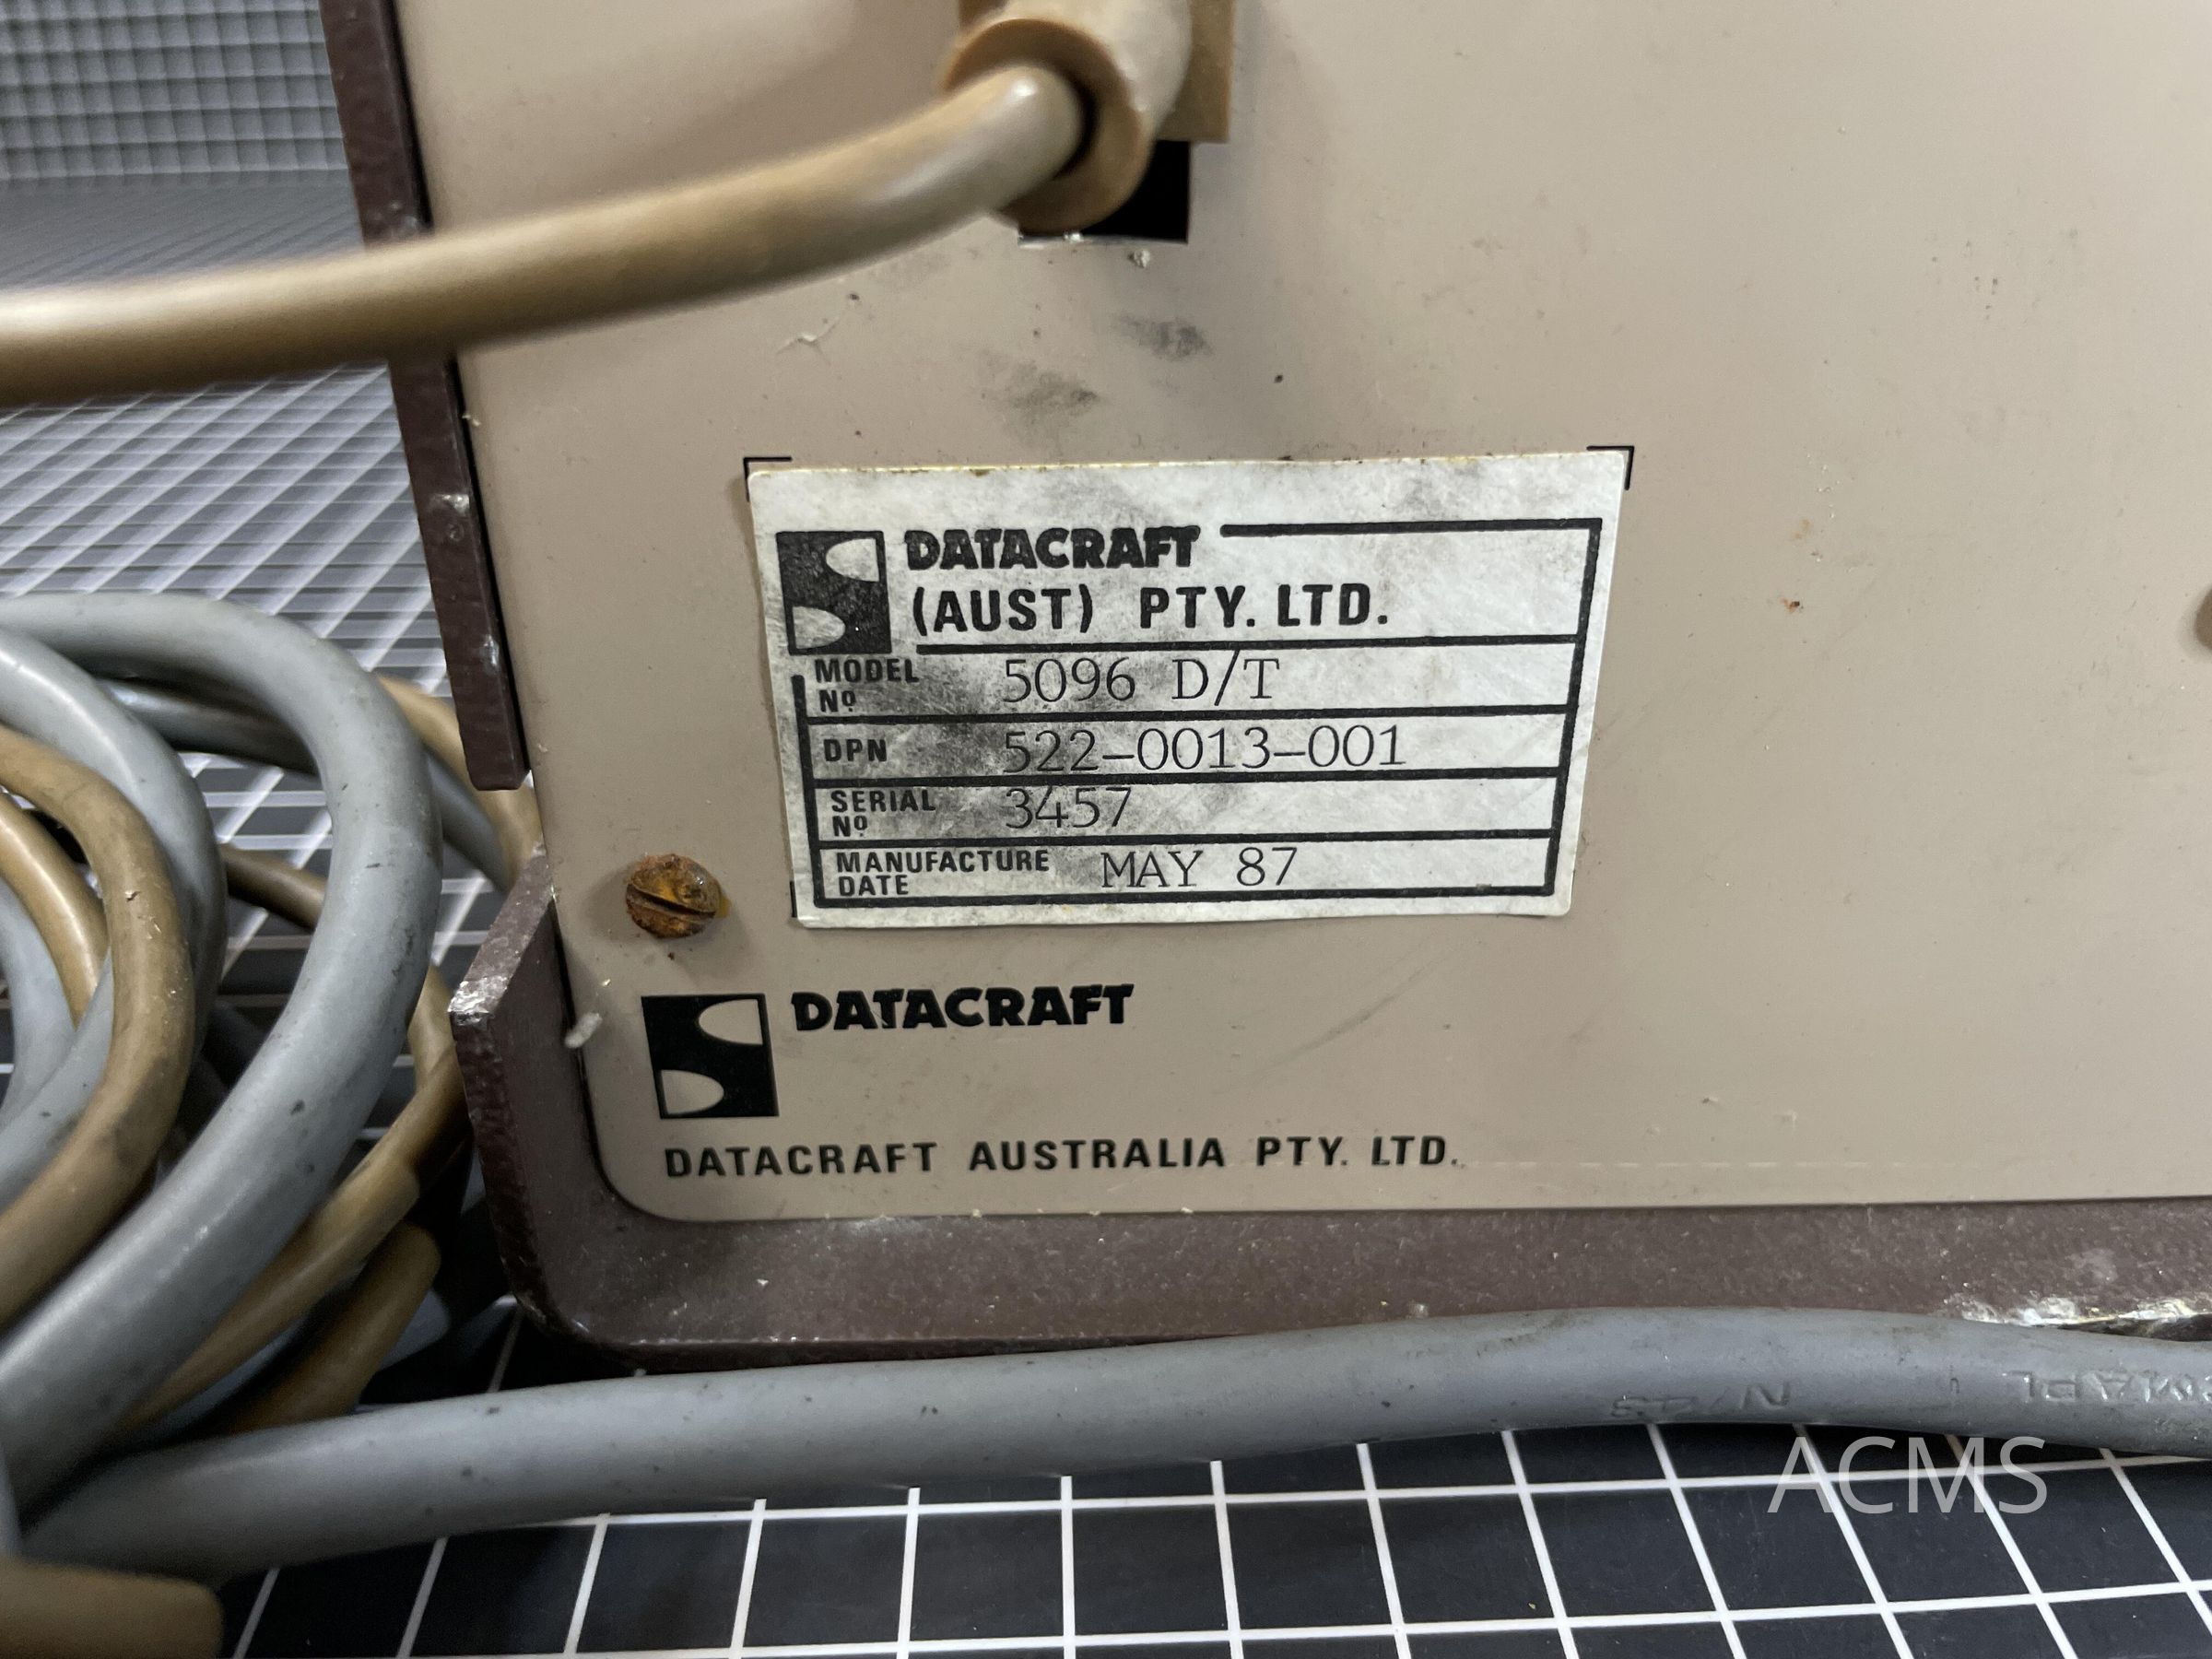 DATACRAFT
(AUST) PTY. LTD.
MODEL Nº 5096 D/T
DPN 522-0013-001
SERIAL Nº 3457
MANUFACTURE DATE MAY 87
DATACRAFT
DATACRAFT AUSTRALIA PTY. LTD.
ACMS